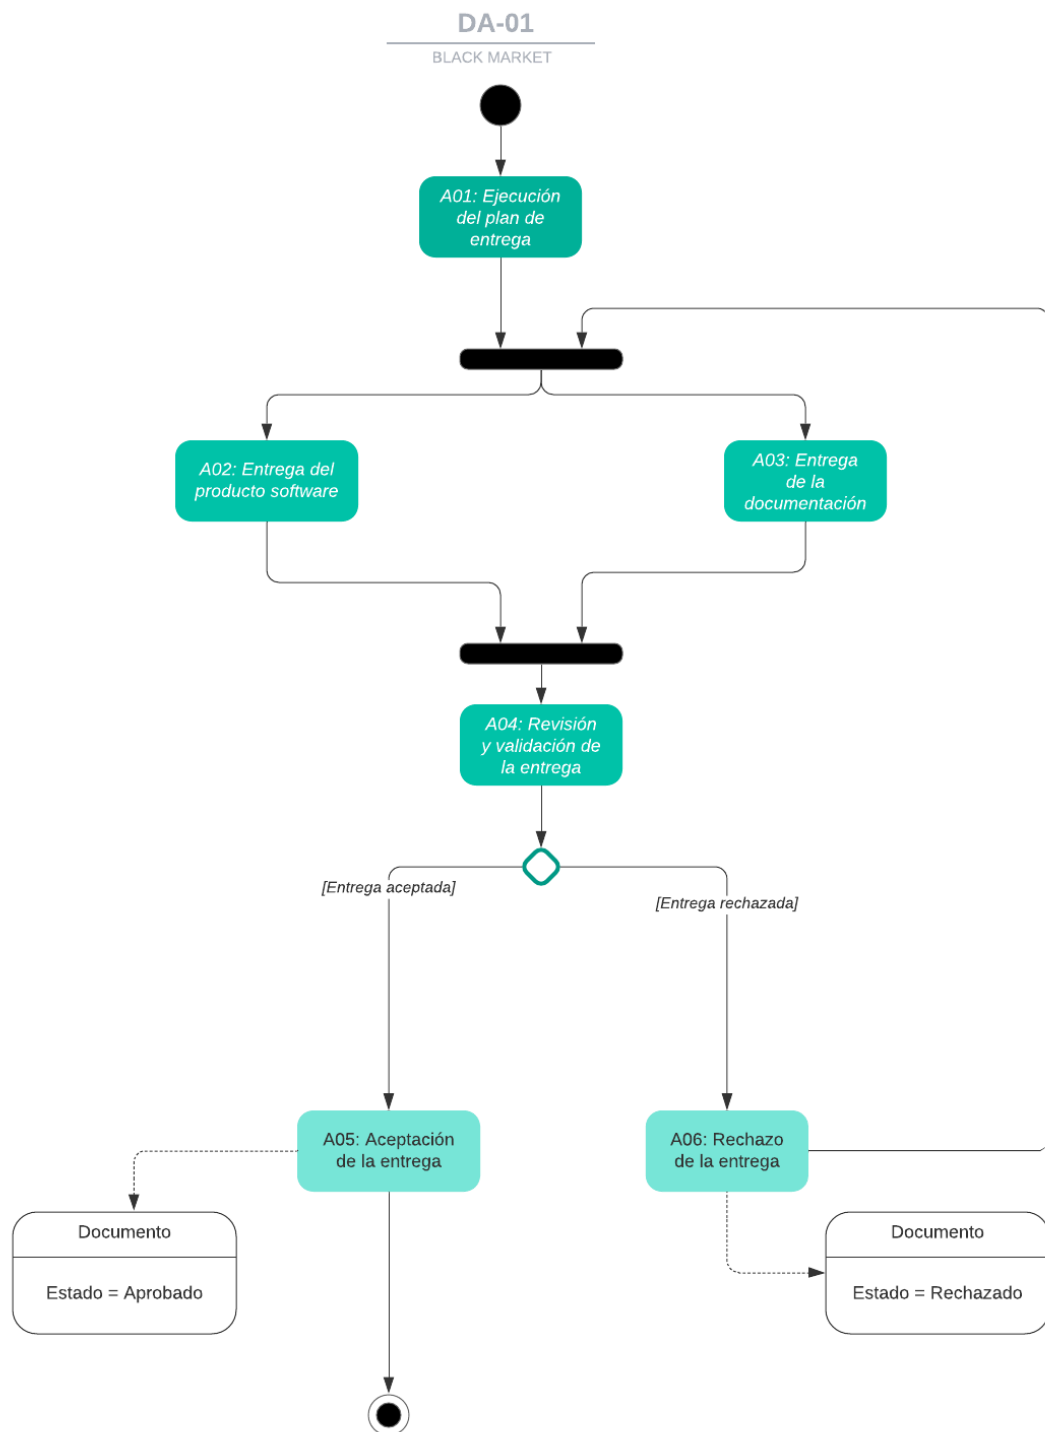 DA-01
BLACK MARKET
A01: Ejecución
del plan de
entrega
A02: Entrega del
producto software
A03: Entrega
de la
documentación
A04: Revisión
y validación de
la entrega
[Entrega aceptada]
[Entrega rechazada]
A05: Aceptación
de la entrega
A06: Rechazo
de la entrega
Documento
Estado = Aprobado
Documento
Estado = Rechazado